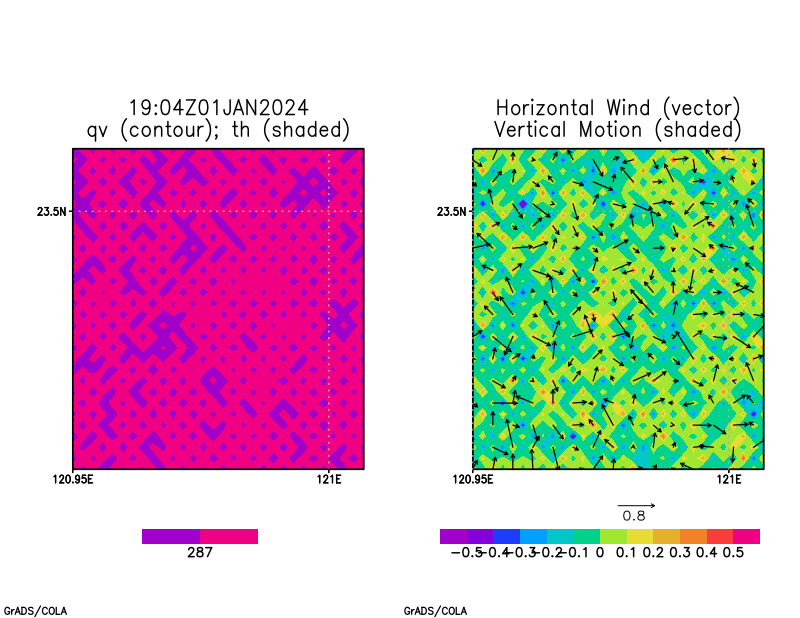 19:04Z01JAN2024
qv (contour); th (shaded)
23.5N
120.95E 121E
287
Horizontal Wind (vector)
Vertical Motion (shaded)
23.5N
120.95E 121E
0.8
-0.5 -0.4 -0.3 -0.2 -0.1 0 0.1 0.2 0.3 0.4 0.5
GrADS/COLA
GrADS/COLA